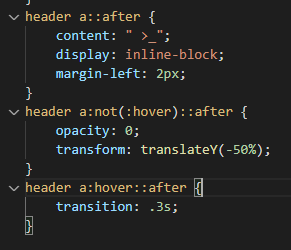 }
header a::after {
    content: " >_";
    display: inline-block;
    margin-left: 2px;
}
header a:not(:hover)::after {
    opacity: 0;
    transform: translateY(-50%);
}
header a:hover::after {
    transition: .3s;
}